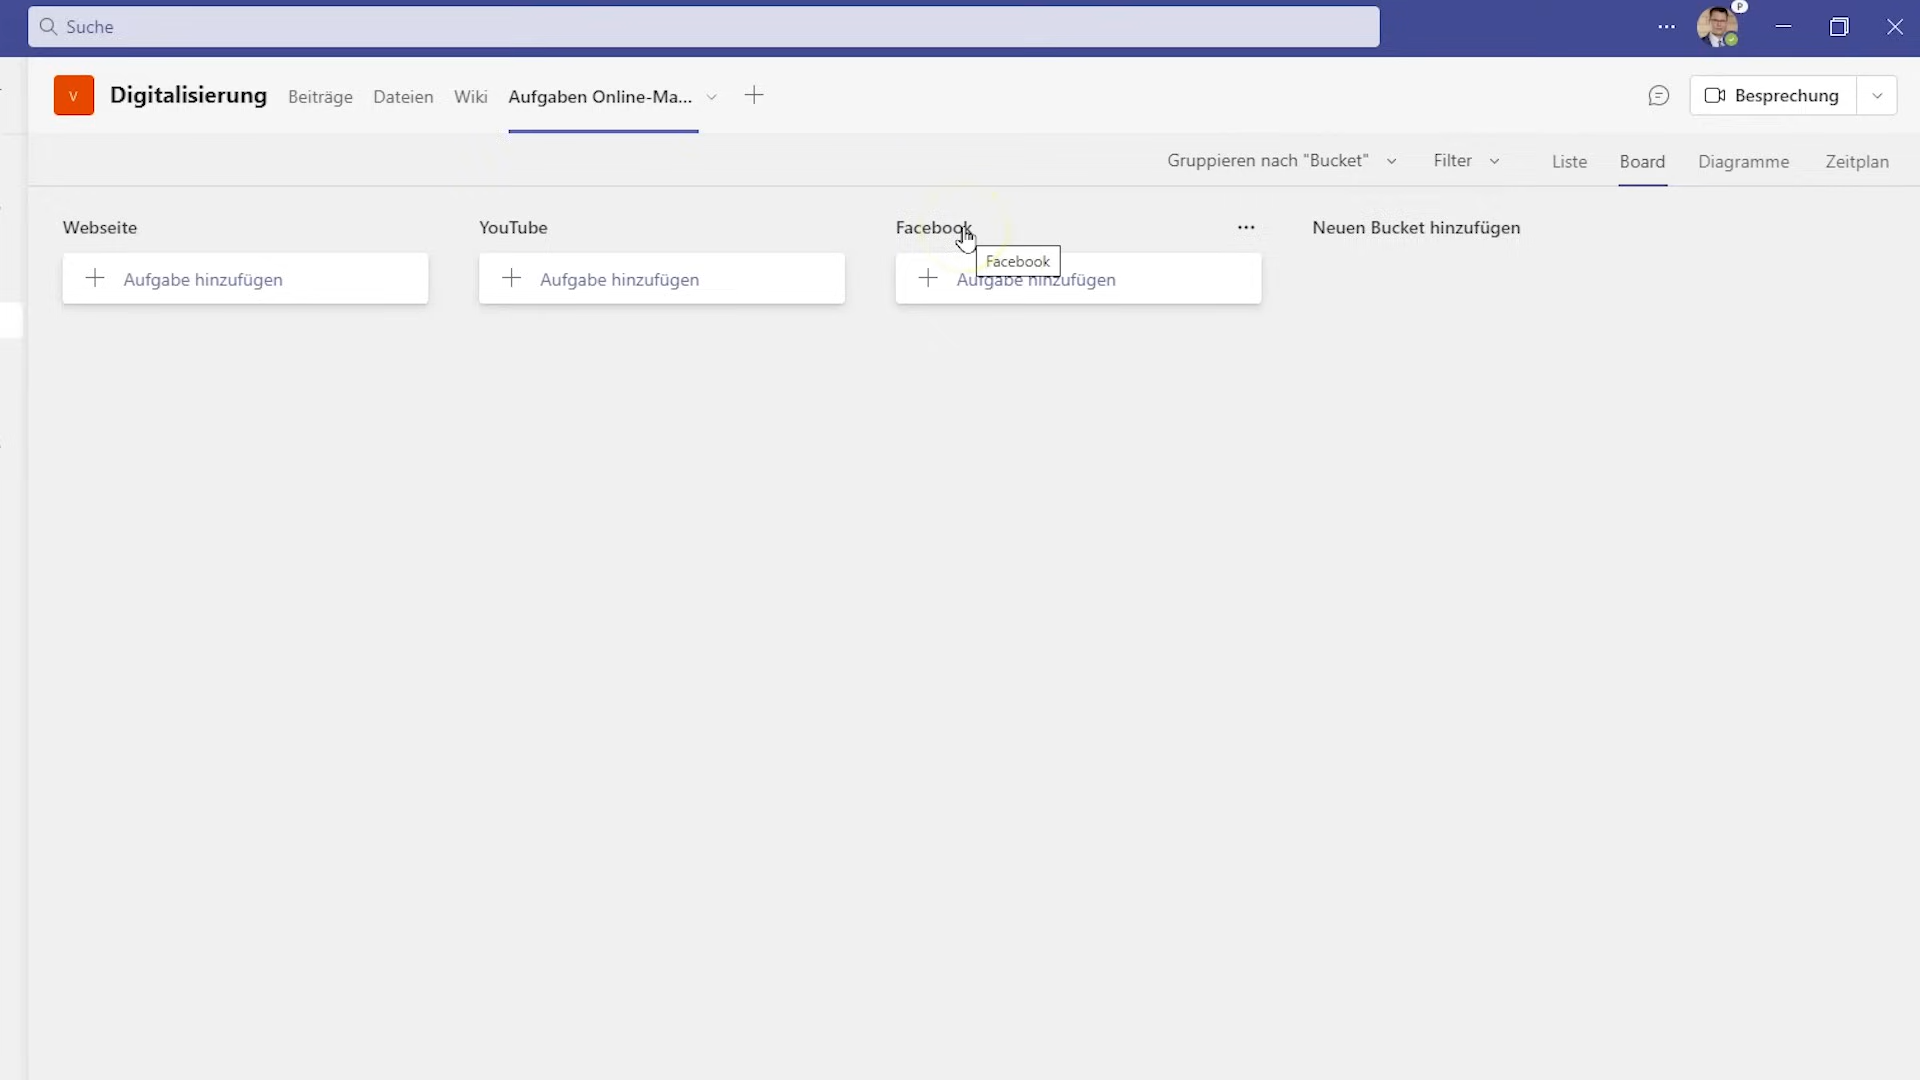 Suche
P
V
Digitalisierung Beiträge Dateien Wiki Aufgaben Online-Ma... Besprechung
Gruppieren nach "Bucket" Filter Liste Board Diagramme Zeitplan
Webseite YouTube Facebook Neuen Bucket hinzufügen
Facebook
Aufgabe hinzufügen Aufgabe hinzufügen Aufgabe hinzufügen